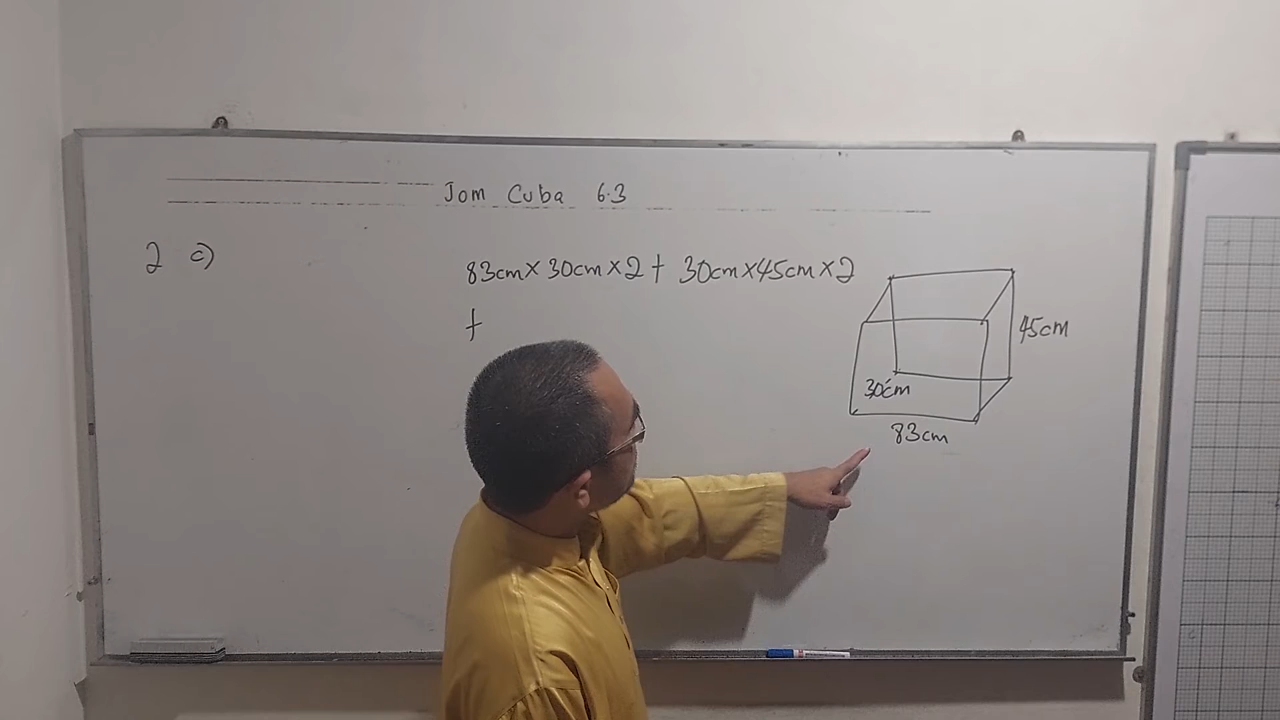 Jom Cuba 6.3
2 c)
83cm × 30cm × 2 + 30cm × 45cm × 2
+
45cm
30cm
83cm